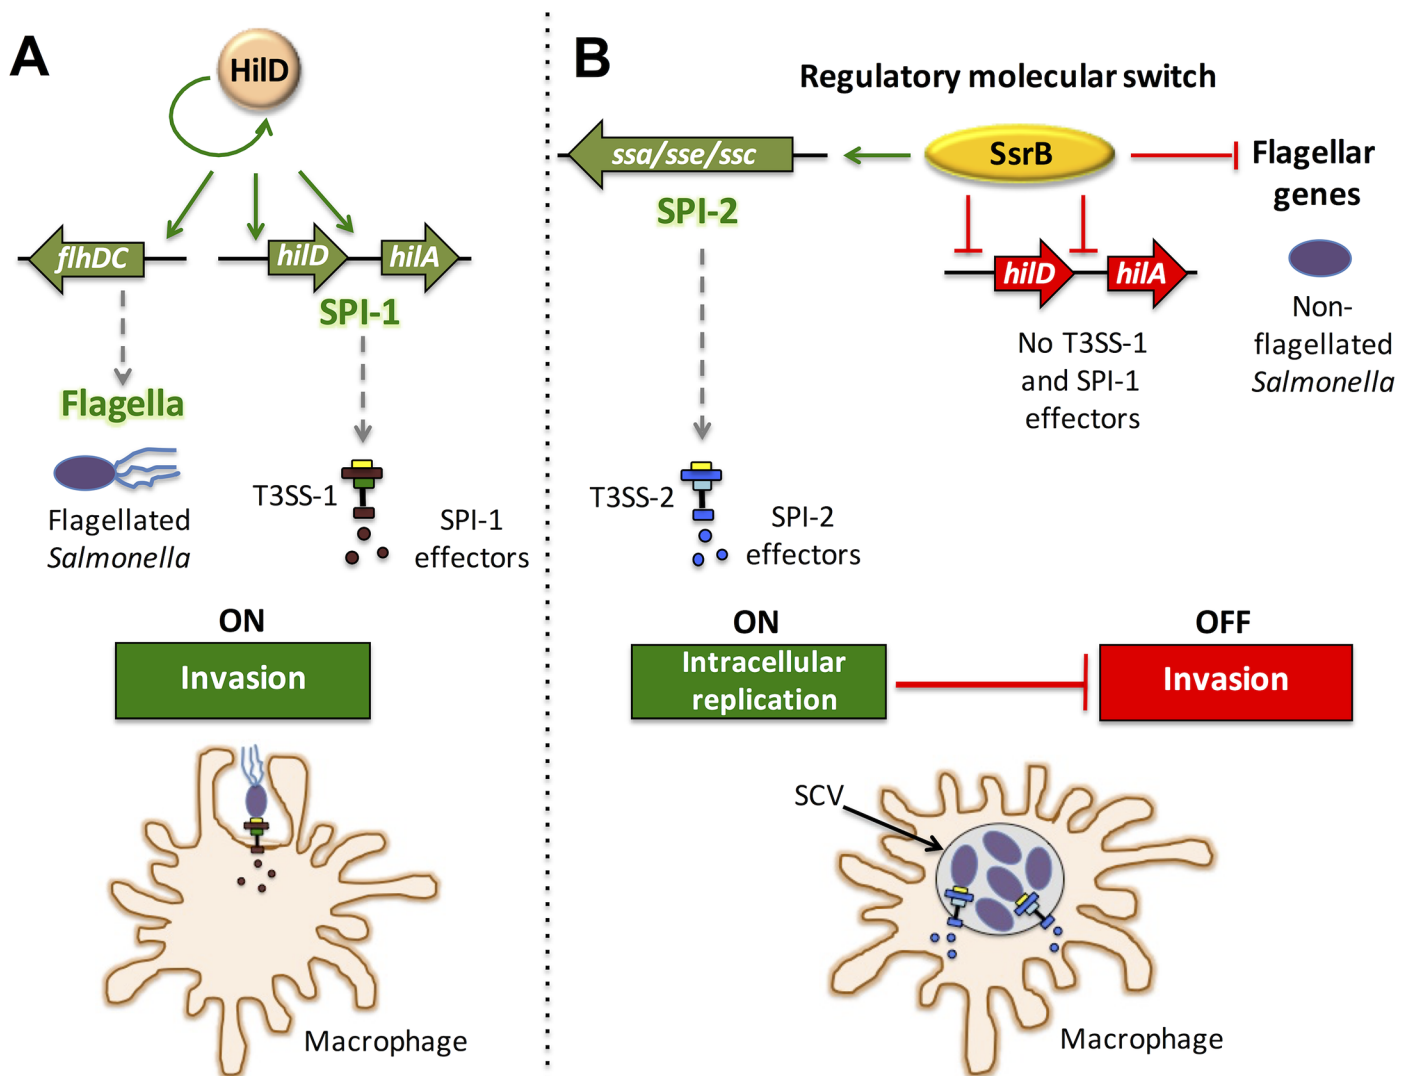 A
HilD
flhDC
hilD
hilA
SPI-1
Flagella
Flagellated
Salmonella
T3SS-1
SPI-1
effectors
ON
Invasion
Macrophage
B
Regulatory molecular switch
ssa/sse/ssc
SsrB
Flagellar
genes
SPI-2
hilD
hilA
No T3SS-1
and SPI-1
effectors
Non-
flagellated
Salmonella
T3SS-2
SPI-2
effectors
ON
Intracellular
replication
OFF
Invasion
SCV
Macrophage